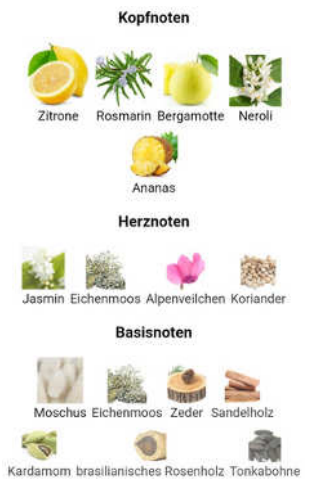 Kopfnoten
Zitrone Rosmarin Bergamotte Neroli
Ananas
Herznoten
Jasmin Eichenmoos Alpenveilchen Koriander
Basisnoten
Moschus Eichenmoos Zeder Sandelholz
Kardamom brasilianisches Rosenholz Tonkabohne